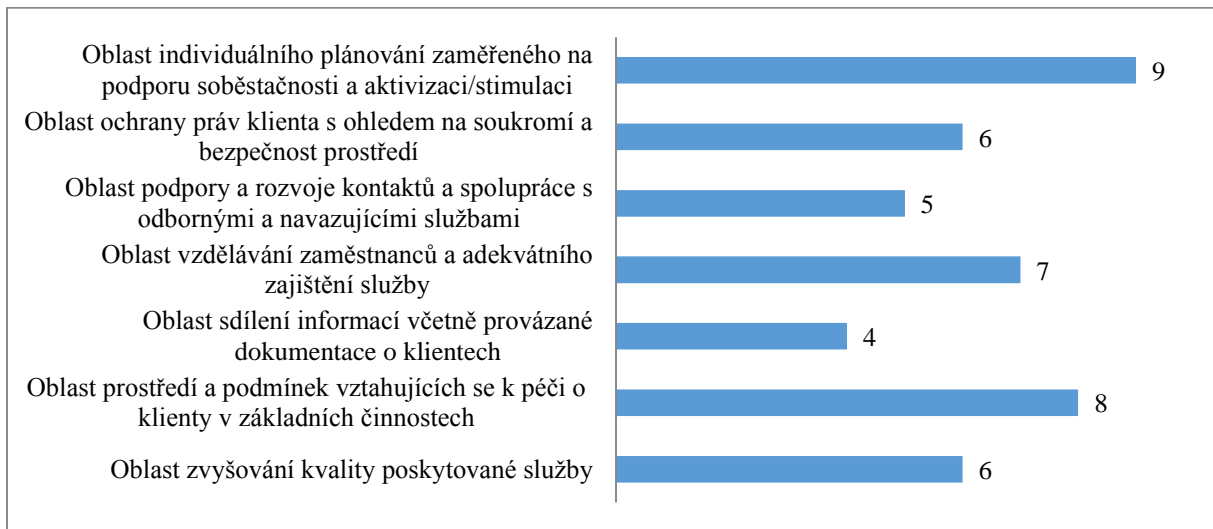 Oblast individuálního plánování zaměřeného na
podporu soběstačnosti a aktivizaci/stimulaci
9
Oblast ochrany práv klienta s ohledem na soukromí a
bezpečnost prostředí
6
Oblast podpory a rozvoje kontaktů a spolupráce s
odbornými a navazujícími službami
5
Oblast vzdělávání zaměstnanců a adekvátního
zajištění služby
7
Oblast sdílení informací včetně provázané
dokumentace o klientech
4
Oblast prostředí a podmínek vztahujících se k péči o
klienty v základních činnostech
8
Oblast zvyšování kvality poskytované služby
6